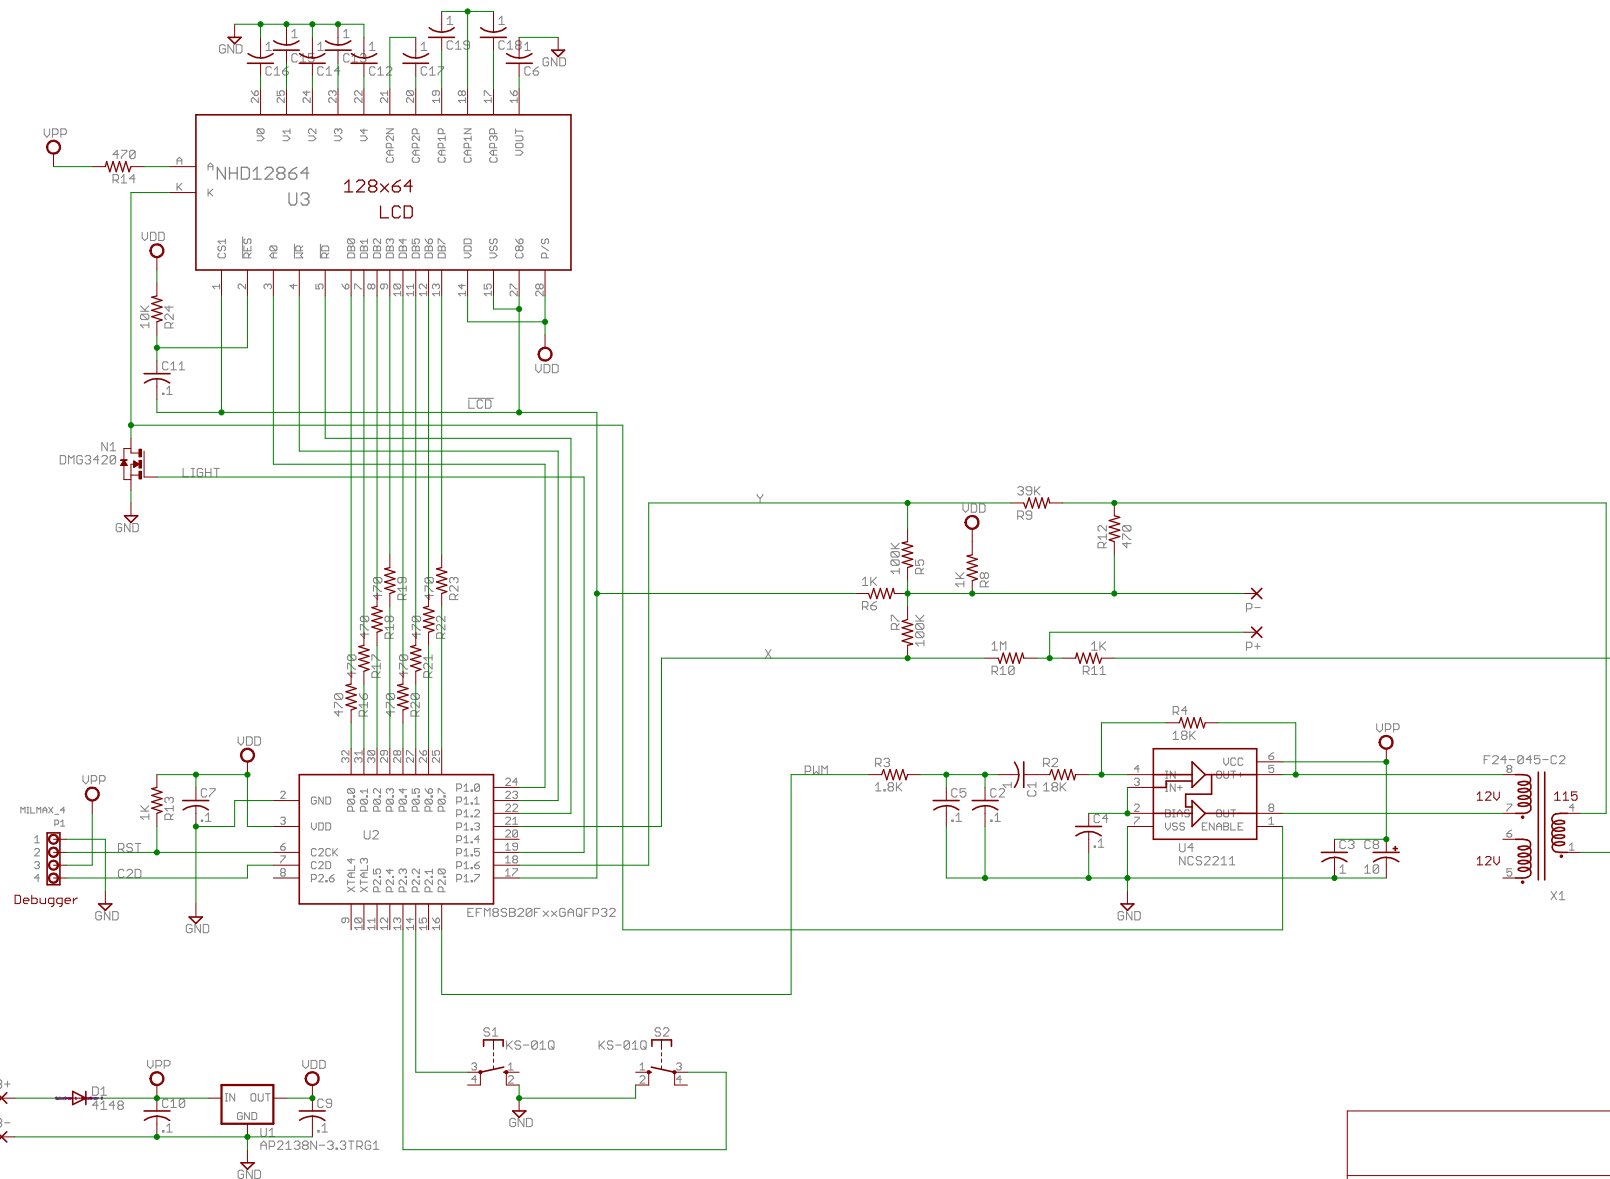 1 1 1 1 1 1 1 1 1
GND C16 C15 C14 C13 C12 C17 C19 C18 C6 GND
26 25 24 23 22 21 20 19 18 17 16
V0 V1 V2 V3 V4 CAP2N CAP2P CAP1P CAP1N CAP3P VOUT
VPP
470
R14
A A
K K
NHD12864
U3
128x64
LCD
CS1 RES A0 WR RD DB0 DB1 DB2 DB3 DB4 DB5 DB6 DB7 VDD VSS C86 P/S
1 2 3 4 5 6 7 8 9 10 11 12 13 14 15 27 28
VDD
10K R24
C11
.1
VDD
LCD
N1
DMG3420
LIGHT
GND
Y
39K
R9
VDD
100K R5
1K R8
R12 470
1K
R6
R7 100K
P-
P+
X
1M
R10
1K
R11
470 R19
470 R23
470 R18
470 R22
470 R17
470 R21
470 R16
470 R20
R4
18K
VPP
PWM
R3
1.8K
C5
.1
C2
.1
C1
1
R2
18K
C4
.1
4 IN-
3 IN+
2 BIAS
7 VSS
VCC 6
OUT+ 5
OUT- 8
ENABLE 1
U4
NCS2211
GND
C3
1
C8
+
10
F24-045-C2
8
12V
7
6
12V
5
115
4
1
X1
VDD
VPP
MILMAX_4
P1
1
2
3
4
Debugger
RST
C2D
GND
1K R13
C7
.1
GND
32 31 30 29 28 27 26 25
P0.0 P0.1 P0.2 P0.3 P0.4 P0.5 P0.6 P0.7
2 GND
3 VDD
6 C2CK
7 C2D
8 P2.6
U2
P1.0 24
P1.1 23
P1.2 22
P1.3 21
P1.4 20
P1.5 19
P1.6 18
P1.7 17
XTAL4 XTAL3 P2.5 P2.4 P2.3 P2.2 P2.1 P2.0
9 10 11 12 13 14 15 16
EFM8SB20FxxGAQFP32
S1
KS-01Q
3 1
4 2
GND
S2
KS-01Q
1 3
2 4
D1
4148
VPP
C10
.1
IN OUT
GND
U1
AP2138N-3.3TRG1
VDD
C9
.1
GND